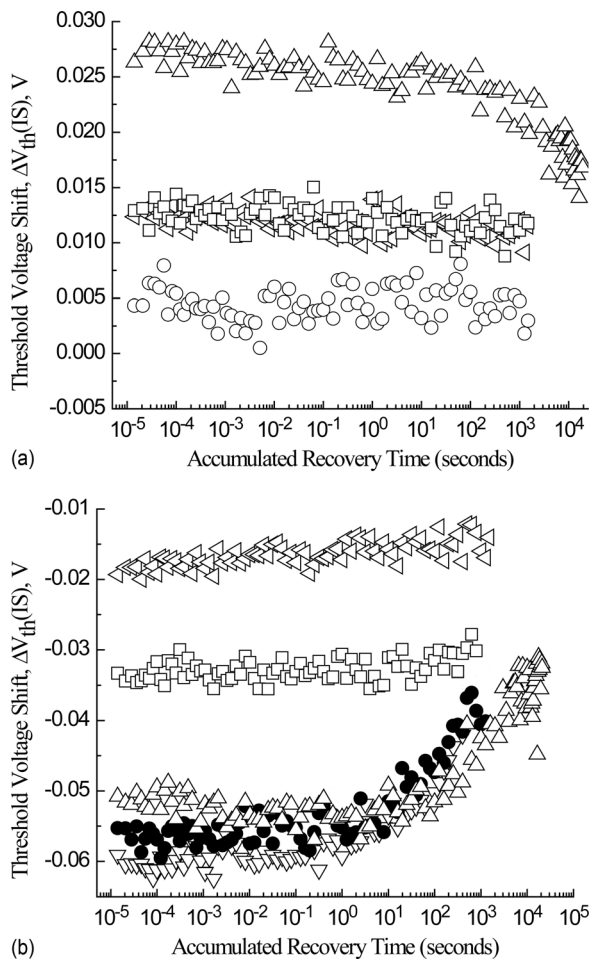 0.030
0.025
0.020
0.015
0.010
0.005
0.000
-0.005
Threshold Voltage Shift, ΔVth(IS), V
10-5 10-4 10-3 10-2 10-1 100 101 102 103 104
(a)
Accumulated Recovery Time (seconds)
-0.01
-0.02
-0.03
-0.04
-0.05
-0.06
Threshold Voltage Shift, ΔVth(IS), V
10-5 10-4 10-3 10-2 10-1 100 101 102 103 104 105
(b)
Accumulated Recovery Time (seconds)